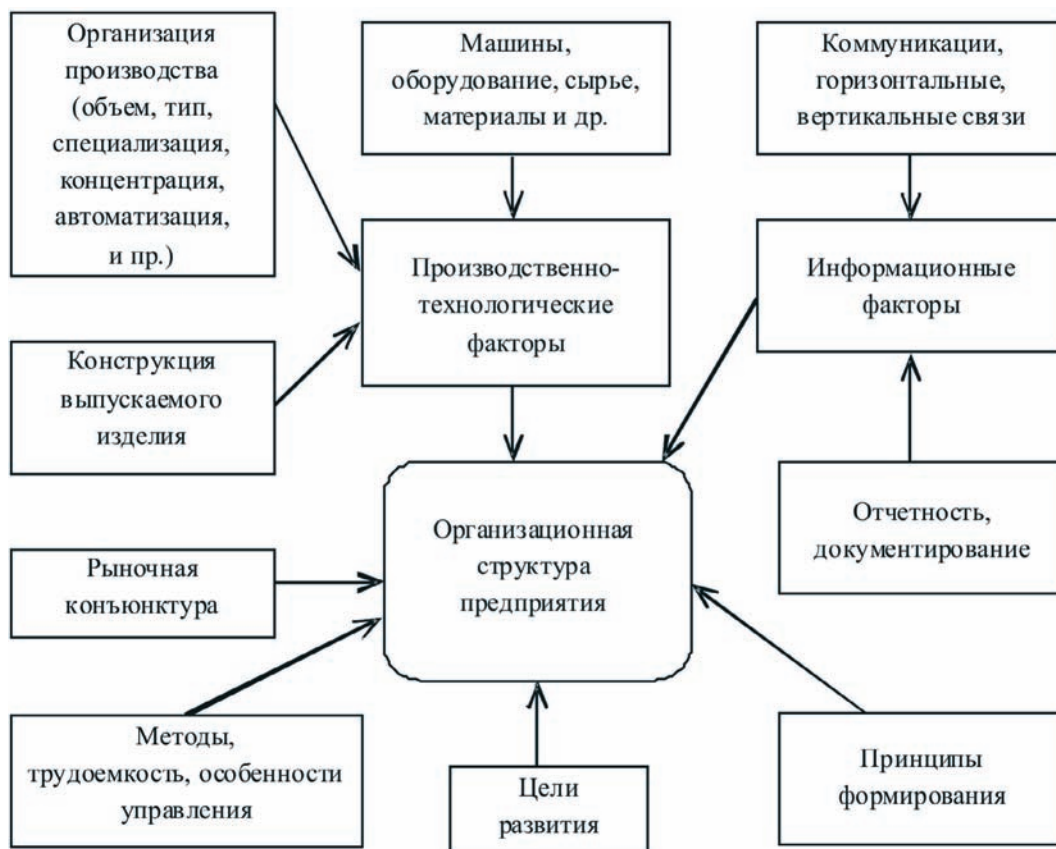 Организация
производства
(объем, тип,
специализация,
концентрация,
автоматизация,
и пр.)
Машины,
оборудование, сырье,
материалы и др.
Коммуникации,
горизонтальные,
вертикальные связи
Производственно-
технологические
факторы
Информационные
факторы
Конструкция
выпускаемого
изделия
Организационная
структура
предприятия
Отчетность,
документирование
Рыночная
конъюнктура
Методы,
трудоемкость, особенности
управления
Цели
развития
Принципы
формирования